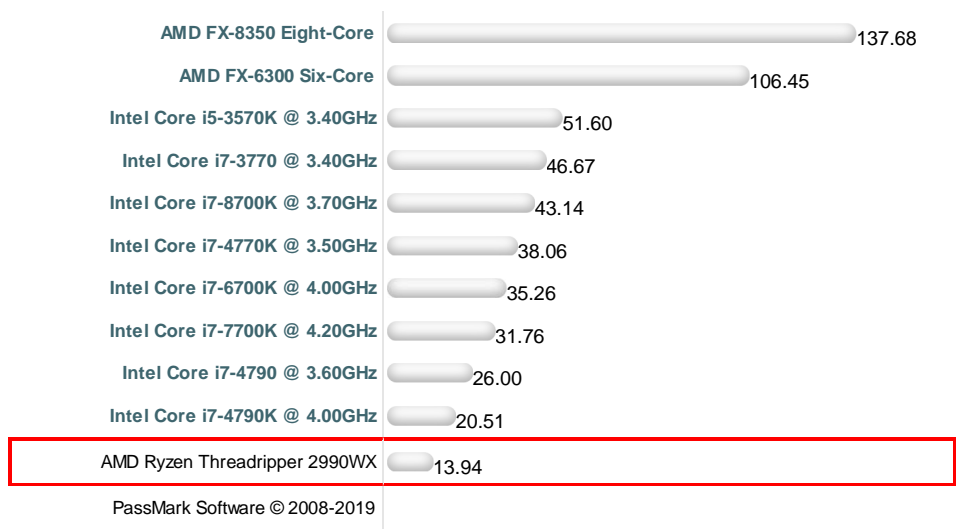 AMD FX-8350 Eight-Core 137.68
AMD FX-6300 Six-Core 106.45
Intel Core i5-3570K @ 3.40GHz 51.60
Intel Core i7-3770 @ 3.40GHz 46.67
Intel Core i7-8700K @ 3.70GHz 43.14
Intel Core i7-4770K @ 3.50GHz 38.06
Intel Core i7-6700K @ 4.00GHz 35.26
Intel Core i7-7700K @ 4.20GHz 31.76
Intel Core i7-4790 @ 3.60GHz 26.00
Intel Core i7-4790K @ 4.00GHz 20.51
AMD Ryzen Threadripper 2990WX 13.94
PassMark Software © 2008-2019